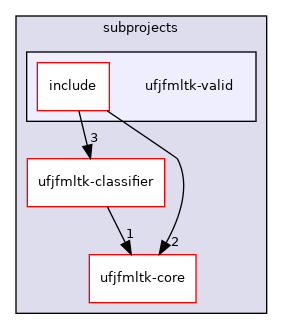 subprojects
include
ufjfmltk-valid
3
ufjfmltk-classifier
1
2
ufjfmltk-core